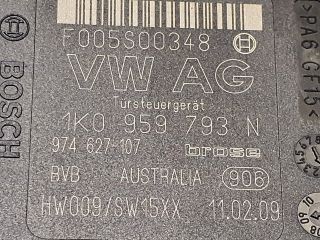 F005S00348
VW AG
Türsteuergerät
1K0 959 793 N
974 627-107 brose
BVB AUSTRALIA 906
HW009/SW15XX 11.02.09
BOSCH
>PA6 GF15<